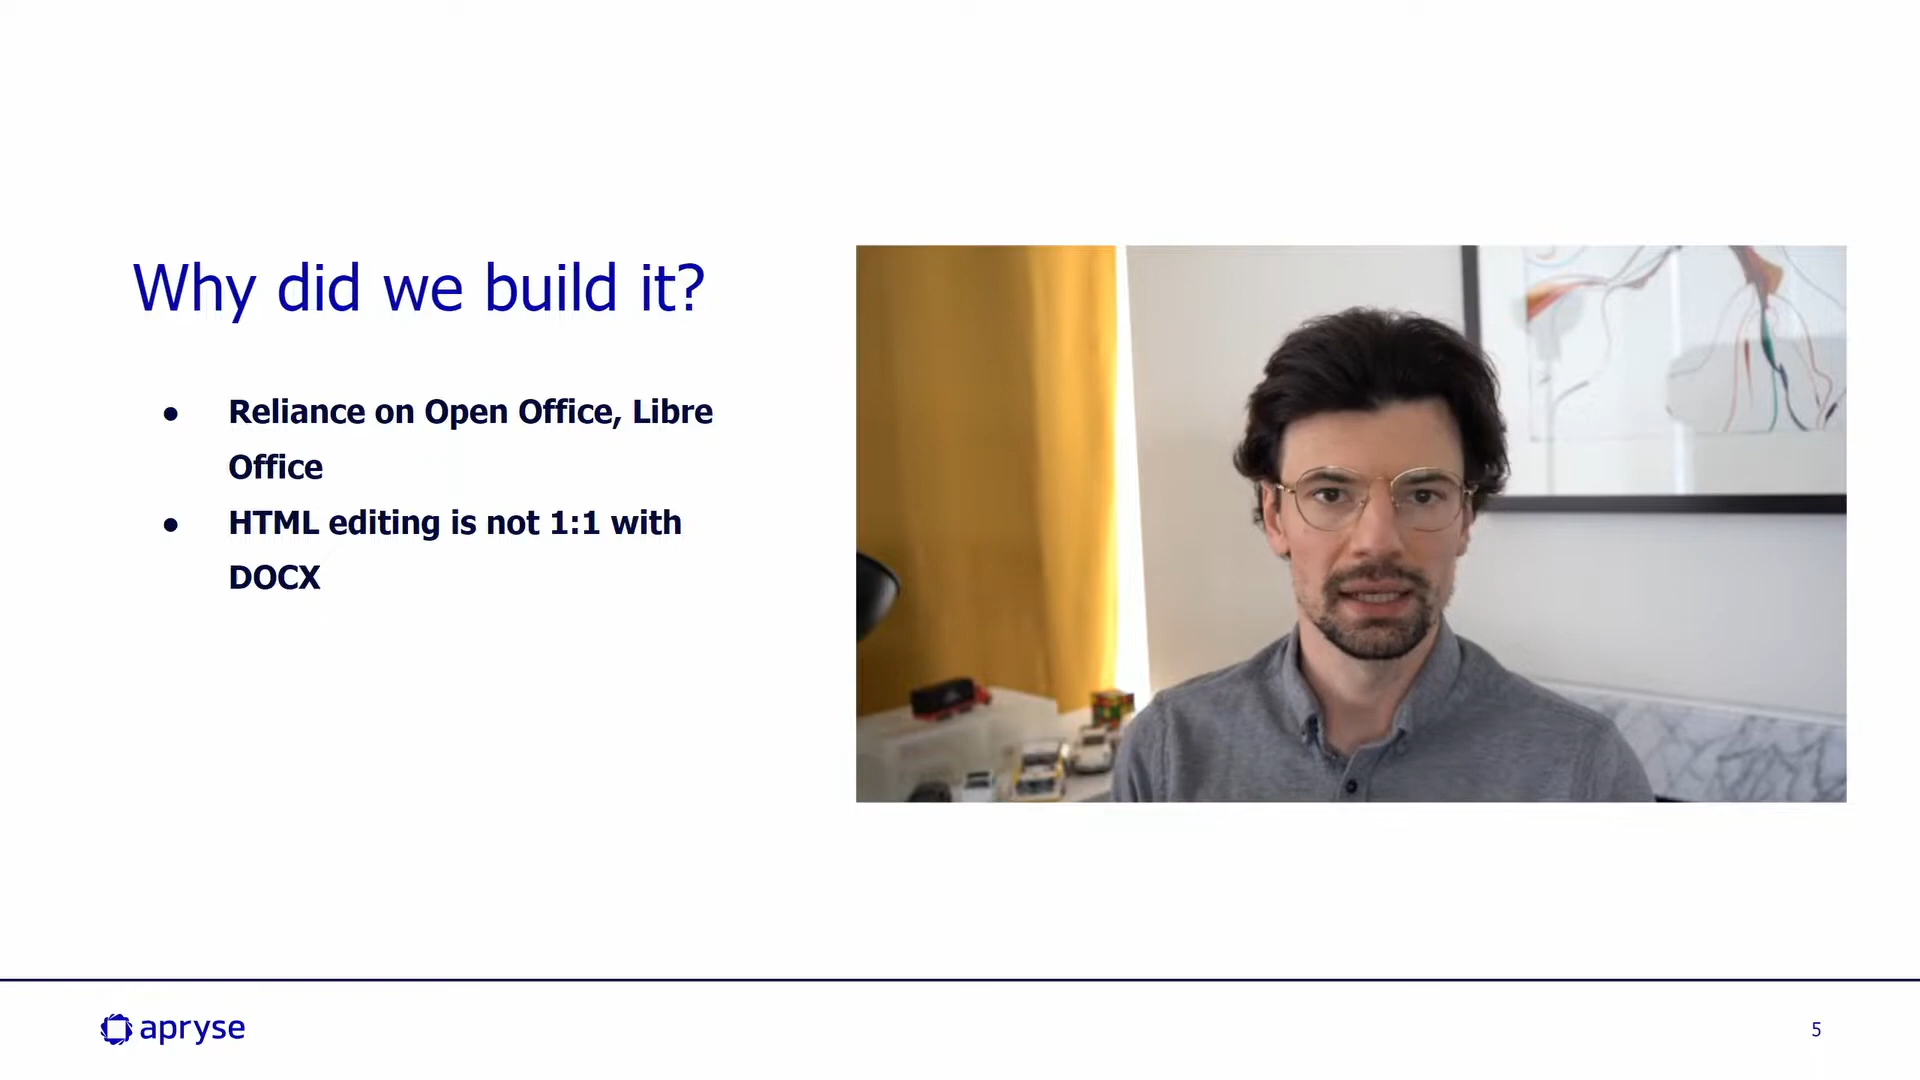 Why did we build it?
● Reliance on Open Office, Libre
Office
● HTML editing is not 1:1 with
DOCX
apryse
5